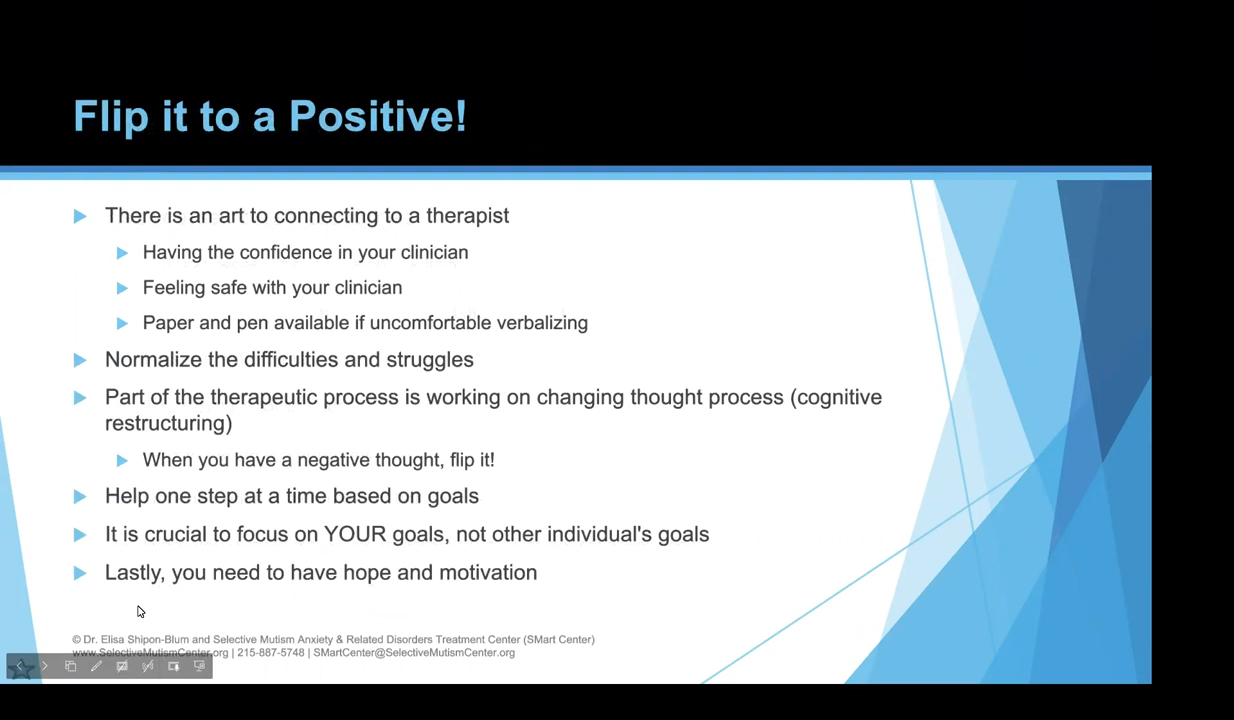 Flip it to a Positive!
There is an art to connecting to a therapist
Having the confidence in your clinician
Feeling safe with your clinician
Paper and pen available if uncomfortable verbalizing
Normalize the difficulties and struggles
Part of the therapeutic process is working on changing thought process (cognitive
restructuring)
When you have a negative thought, flip it!
Help one step at a time based on goals
It is crucial to focus on YOUR goals, not other individual's goals
Lastly, you need to have hope and motivation
© Dr. Elisa Shipon-Blum and Selective Mutism Anxiety & Related Disorders Treatment Center (SMart Center)
www.SelectiveMutismCenter.org | 215-887-5748 | SMartCenter@SelectiveMutismCenter.org